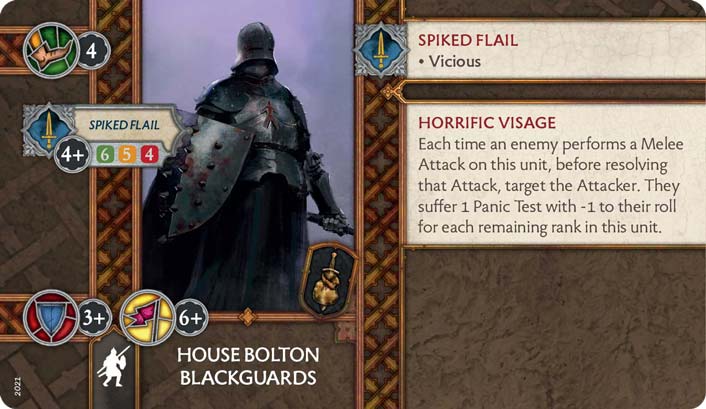 4
SPIKED FLAIL
4+ 6 5 4
3+ 6+
HOUSE BOLTON
BLACKGUARDS
2021
SPIKED FLAIL
• Vicious
HORRIFIC VISAGE
Each time an enemy performs a Melee
Attack on this unit, before resolving
that Attack, target the Attacker. They
suffer 1 Panic Test with -1 to their roll
for each remaining rank in this unit.